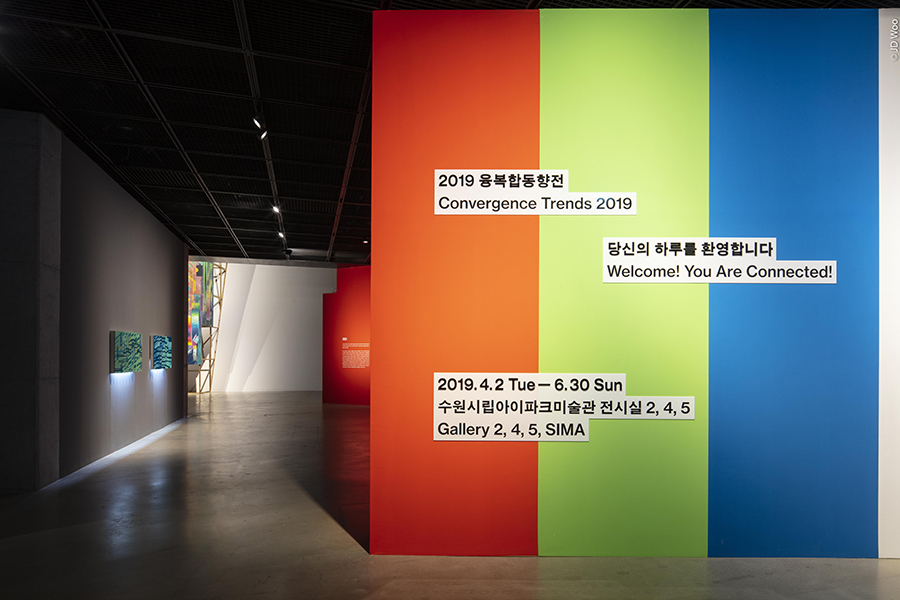 2019 융복합동향전
Convergence Trends 2019
당신의 하루를 환영합니다
Welcome! You Are Connected!
2019. 4. 2 Tue — 6.30 Sun
수원시립아이파크미술관 전시실 2, 4, 5
Gallery 2, 4, 5, SIMA
© JD Woo